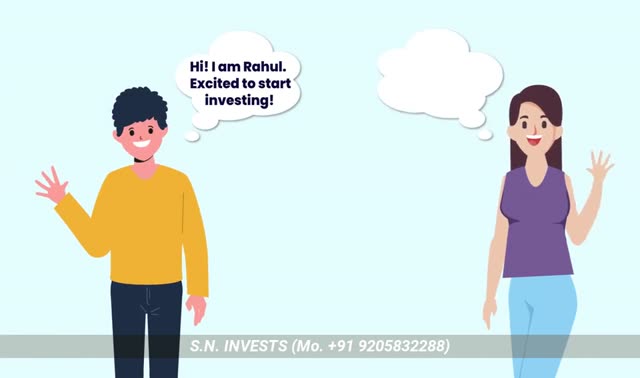 Hi! I am Rahul.
Excited to start
investing!
S.N. INVESTS (Mo. +91 9205832288)